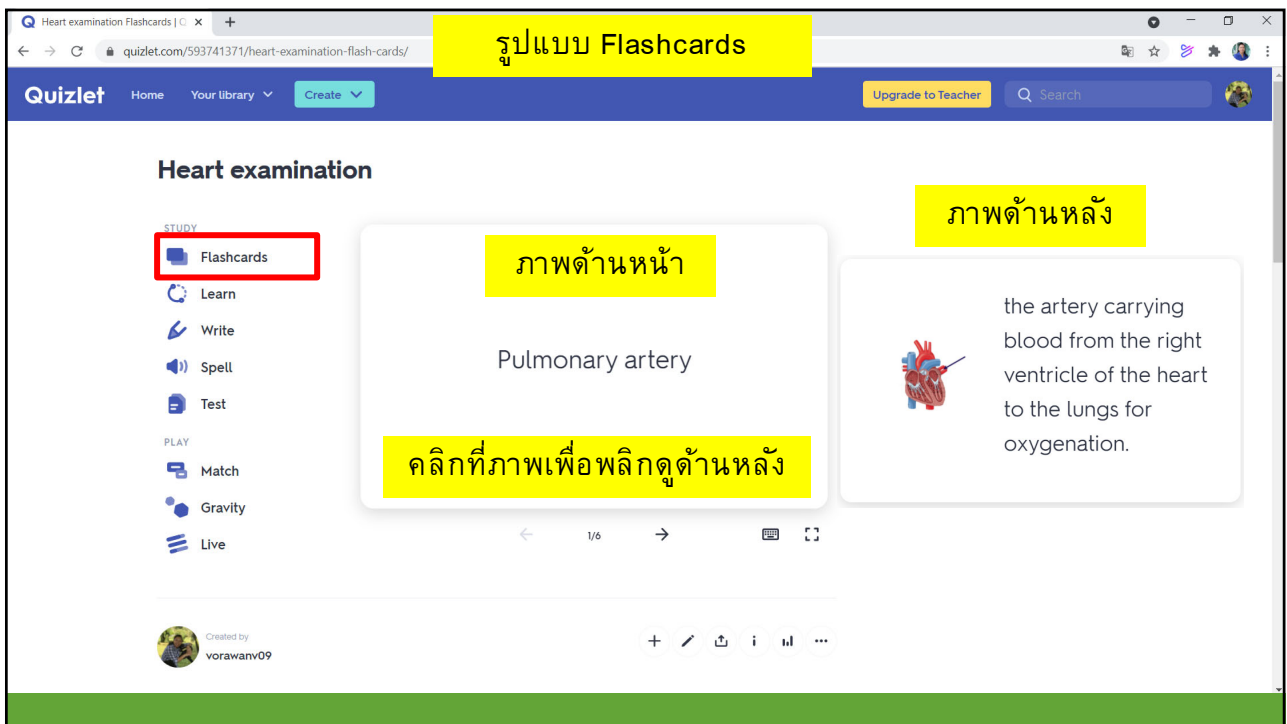 Heart examination Flashcards | Q
quizlet.com/593741371/heart-examination-flash-cards/
รูปแบบ Flashcards
Quizlet
Home
Your library
Create
Upgrade to Teacher
Search
Heart examination
STUDY
Flashcards
Learn
Write
Spell
Test
PLAY
Match
Gravity
Live
ภาพด้านหน้า
Pulmonary artery
คลิกที่ภาพเพื่อพลิกดูด้านหลัง
1/6
ภาพด้านหลัง
the artery carrying
blood from the right
ventricle of the heart
to the lungs for
oxygenation.
Created by
vorawanv09